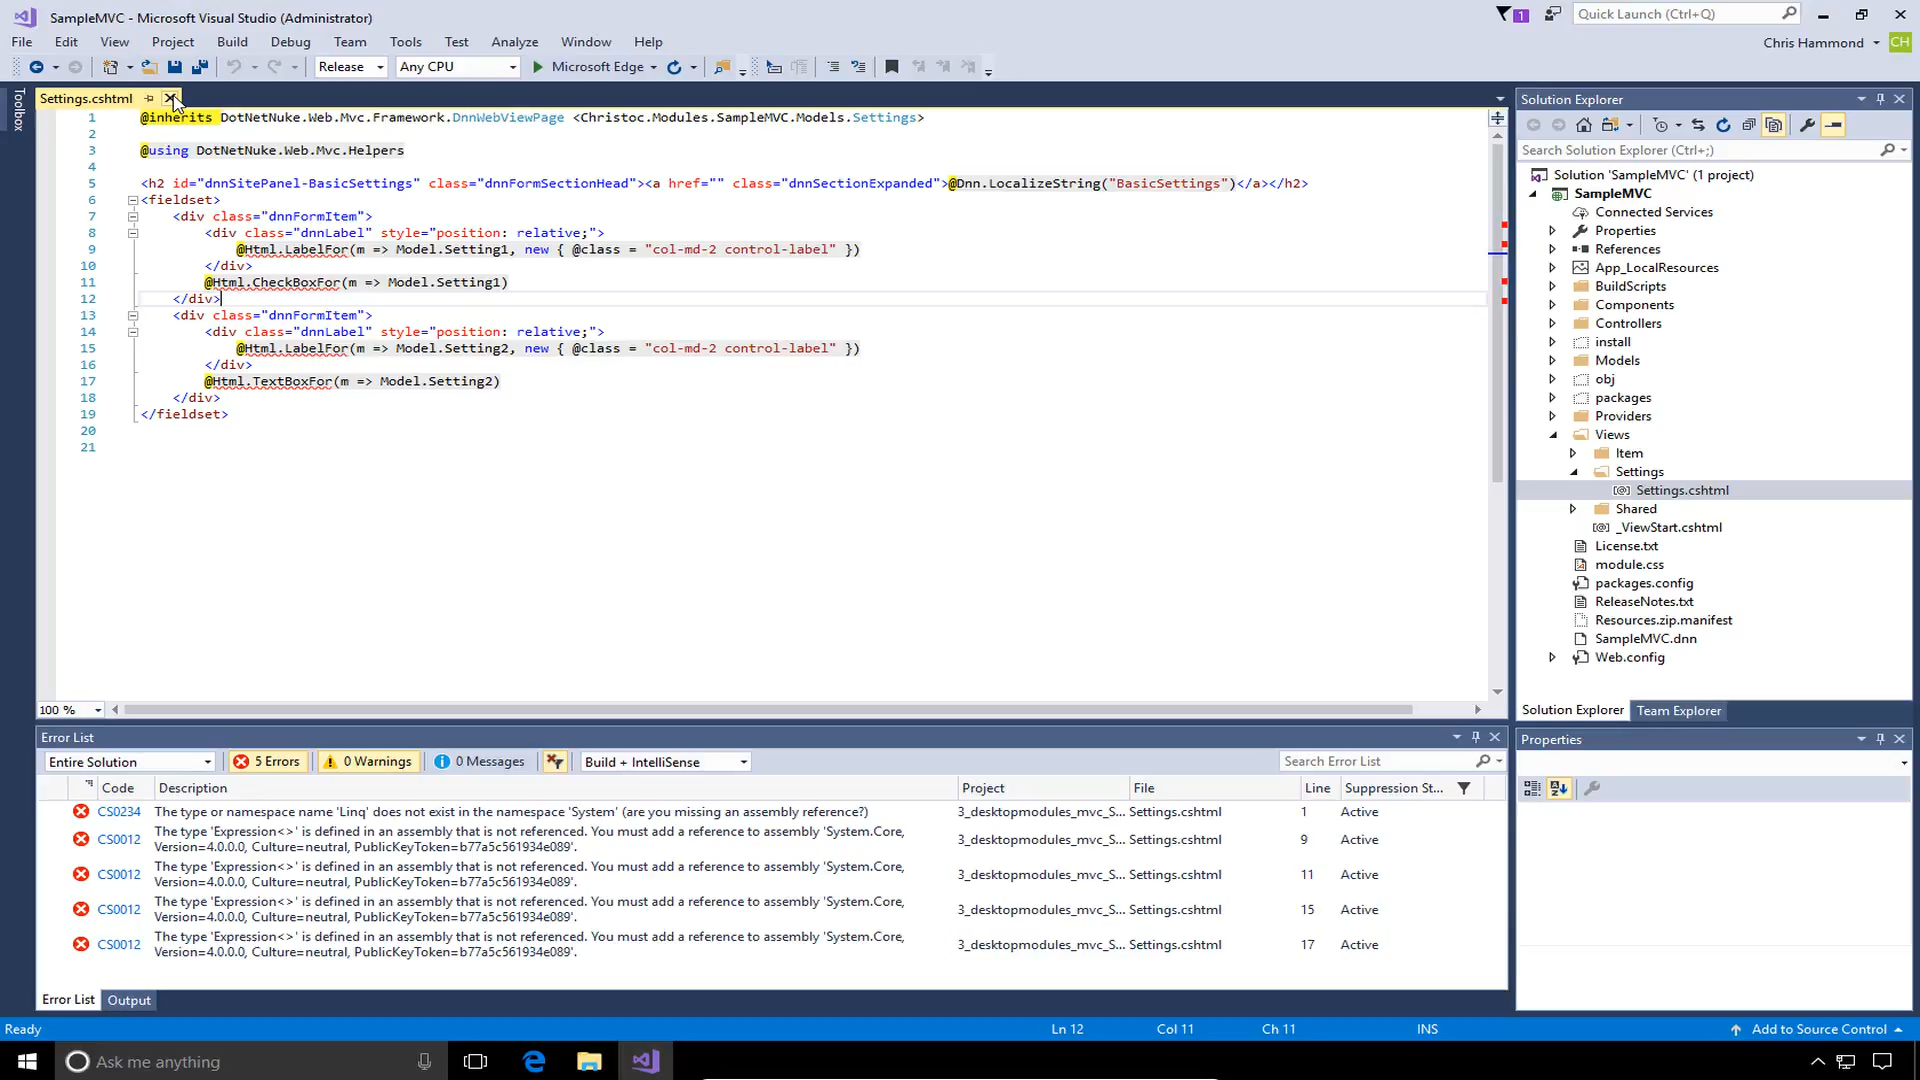 SampleMVC - Microsoft Visual Studio (Administrator)
1
Quick Launch (Ctrl+Q)
File Edit View Project Build Debug Team Tools Test Analyze Window Help
Chris Hammond CH
Release Any CPU Microsoft Edge
Toolbox
Settings.cshtml
1 @inherits DotNetNuke.Web.Mvc.Framework.DnnWebViewPage <Christoc.Modules.SampleMVC.Models.Settings>
2
3 @using DotNetNuke.Web.Mvc.Helpers
4
5 <h2 id="dnnSitePanel-BasicSettings" class="dnnFormSectionHead"><a href="" class="dnnSectionExpanded">@Dnn.LocalizeString("BasicSettings")</a></h2>
6 <fieldset>
7 <div class="dnnFormItem">
8 <div class="dnnLabel" style="position: relative;">
9 @Html.LabelFor(m => Model.Setting1, new { @class = "col-md-2 control-label" })
10 </div>
11 @Html.CheckBoxFor(m => Model.Setting1)
12 </div>
13 <div class="dnnFormItem">
14 <div class="dnnLabel" style="position: relative;">
15 @Html.LabelFor(m => Model.Setting2, new { @class = "col-md-2 control-label" })
16 </div>
17 @Html.TextBoxFor(m => Model.Setting2)
18 </div>
19 </fieldset>
20
21
100 %
Solution Explorer
Search Solution Explorer (Ctrl+;)
Solution 'SampleMVC' (1 project)
SampleMVC
Connected Services
Properties
References
App_LocalResources
BuildScripts
Components
Controllers
install
Models
obj
packages
Providers
Views
Item
Settings
Settings.cshtml
Shared
_ViewStart.cshtml
License.txt
module.css
packages.config
ReleaseNotes.txt
Resources.zip.manifest
SampleMVC.dnn
Web.config
Solution Explorer Team Explorer
Properties
Error List
Entire Solution 5 Errors 0 Warnings 0 Messages Build + IntelliSense Search Error List
Code Description Project File Line Suppression St...
CS0234 The type or namespace name 'Linq' does not exist in the namespace 'System' (are you missing an assembly reference?) 3_desktopmodules_mvc_S... Settings.cshtml 1 Active
CS0012 The type 'Expression<>' is defined in an assembly that is not referenced. You must add a reference to assembly 'System.Core, 3_desktopmodules_mvc_S... Settings.cshtml 9 Active
Version=4.0.0.0, Culture=neutral, PublicKeyToken=b77a5c561934e089'.
CS0012 The type 'Expression<>' is defined in an assembly that is not referenced. You must add a reference to assembly 'System.Core, 3_desktopmodules_mvc_S... Settings.cshtml 11 Active
Version=4.0.0.0, Culture=neutral, PublicKeyToken=b77a5c561934e089'.
CS0012 The type 'Expression<>' is defined in an assembly that is not referenced. You must add a reference to assembly 'System.Core, 3_desktopmodules_mvc_S... Settings.cshtml 15 Active
Version=4.0.0.0, Culture=neutral, PublicKeyToken=b77a5c561934e089'.
CS0012 The type 'Expression<>' is defined in an assembly that is not referenced. You must add a reference to assembly 'System.Core, 3_desktopmodules_mvc_S... Settings.cshtml 17 Active
Version=4.0.0.0, Culture=neutral, PublicKeyToken=b77a5c561934e089'.
Error List Output
Ready Ln 12 Col 11 Ch 11 INS Add to Source Control
Ask me anything